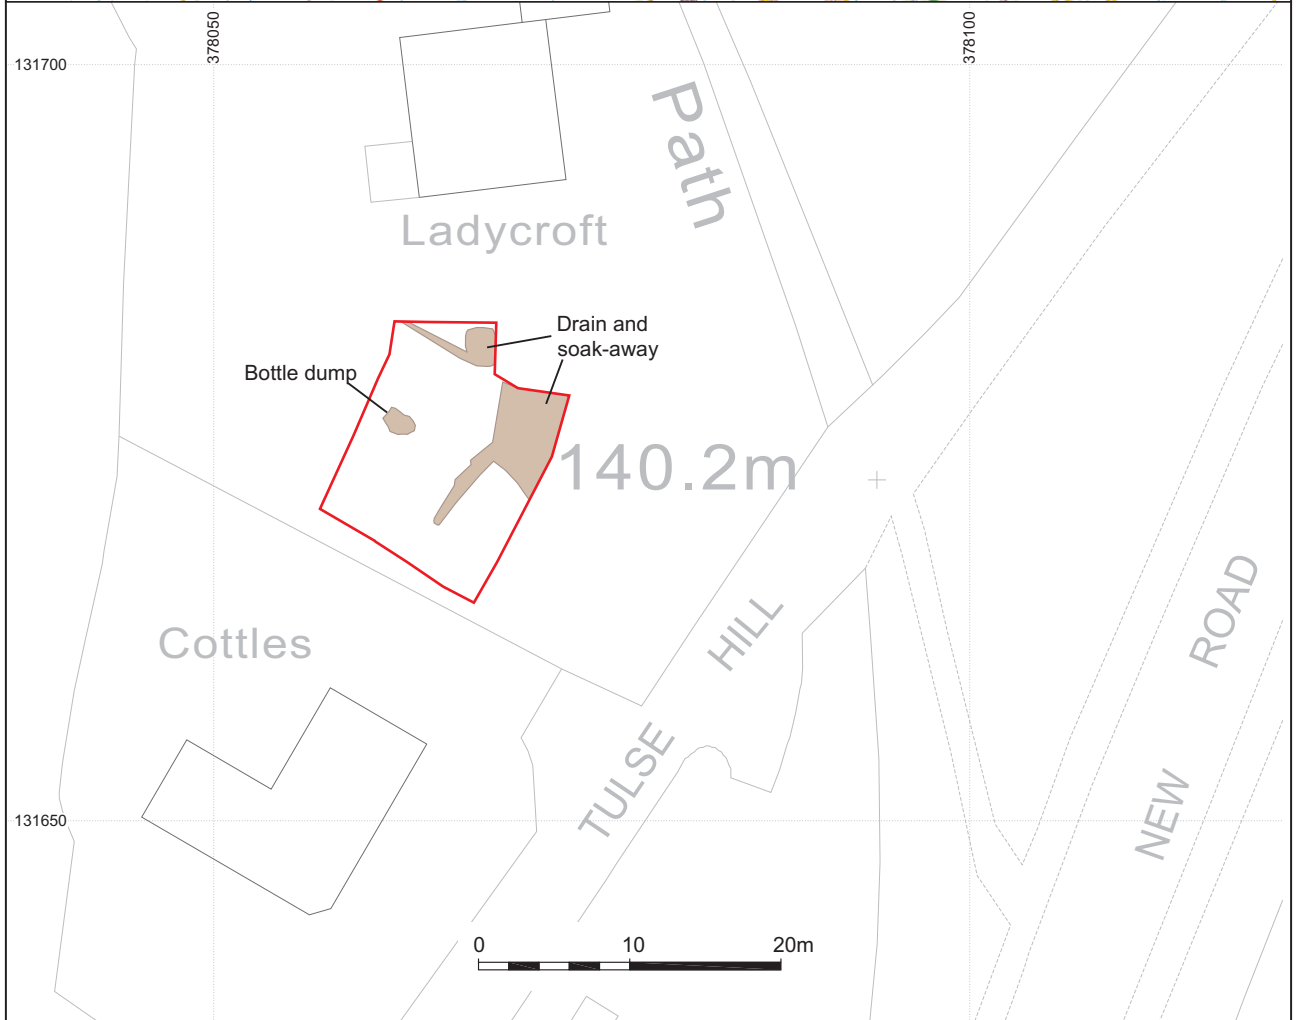 378050
378100
131700
Path
Ladycroft
Drain and
soak-away
Bottle dump
140.2m
ROAD
HILL
Cottles
TULSE
NEW
131650
0 10 20m